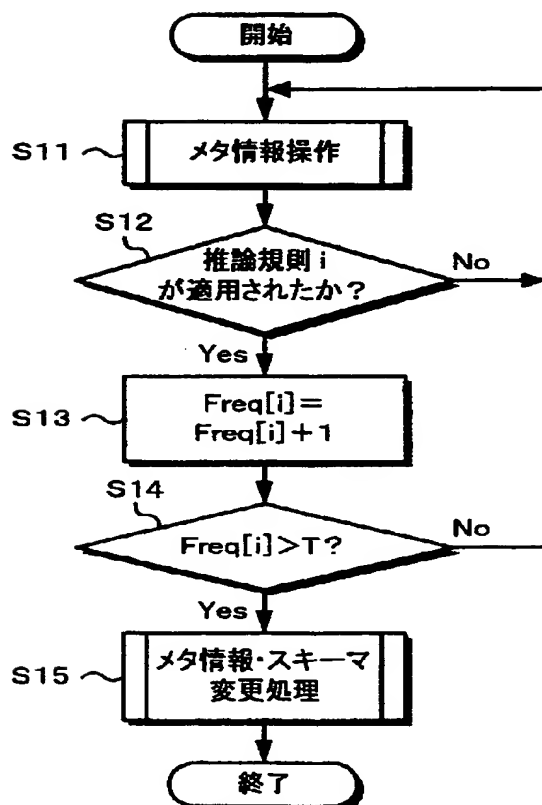 開始
S11
メタ情報操作
S12
推論規則 i
が適用されたか？
No
Yes
S13
Freq[i]＝
Freq[i]＋1
S14
Freq[i]＞T？
No
Yes
S15
メタ情報・スキーマ
変更処理
終了